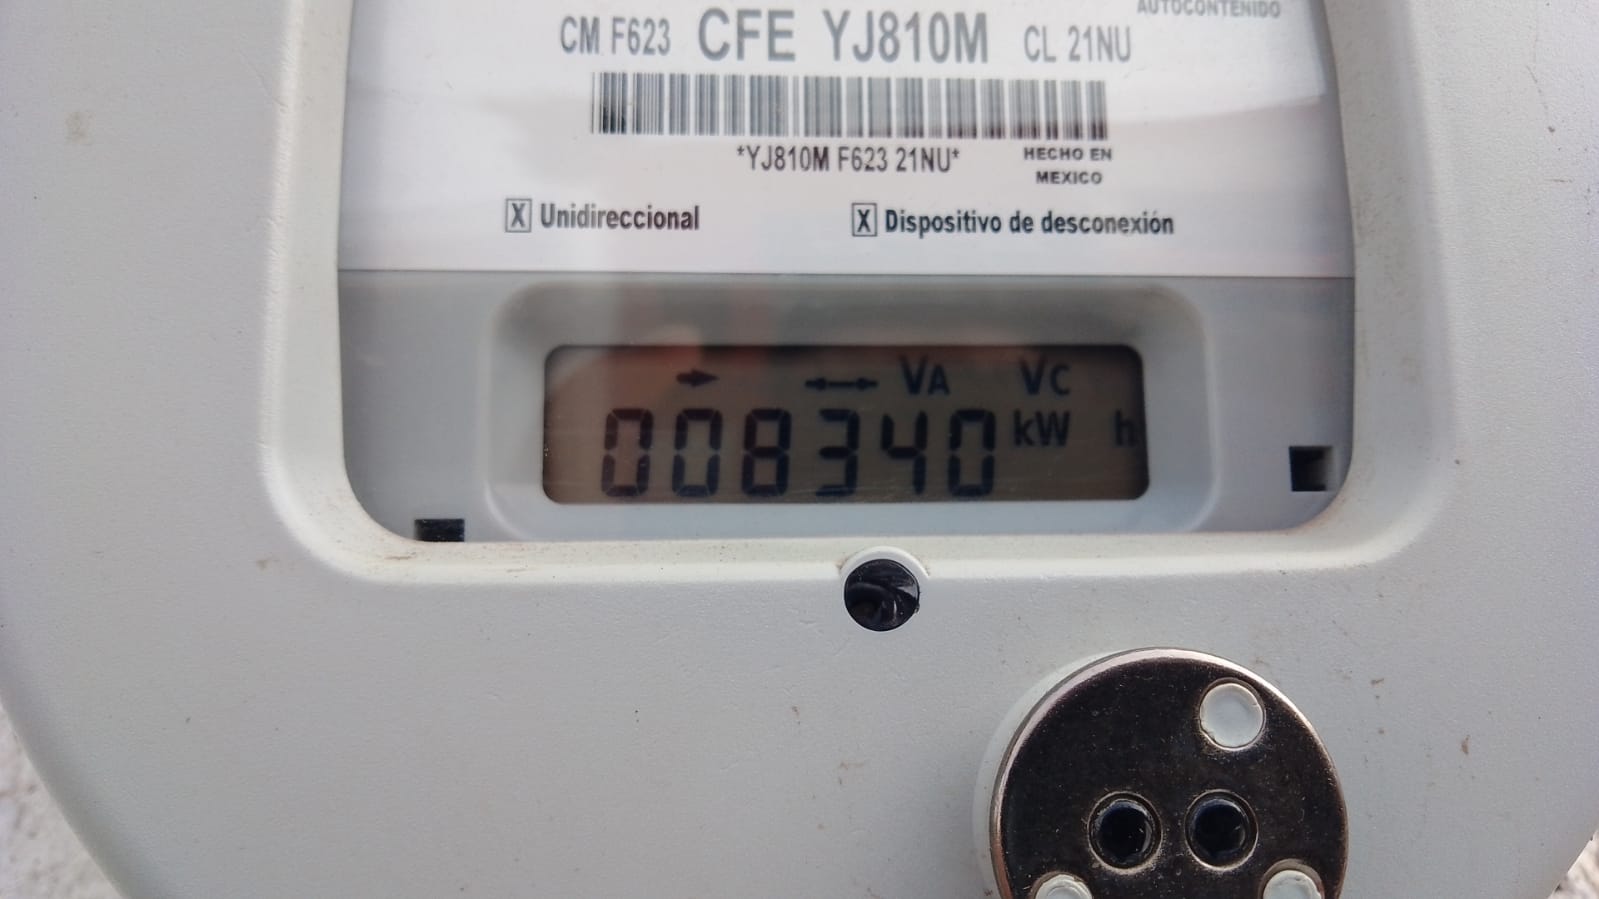 AUTOCONTENIDO
CM F623 CFE YJ810M CL 21NU
*YJ810M F623 21NU*
HECHO EN
MEXICO
X Unidireccional X Dispositivo de desconexión
VA VC
008340 kW h